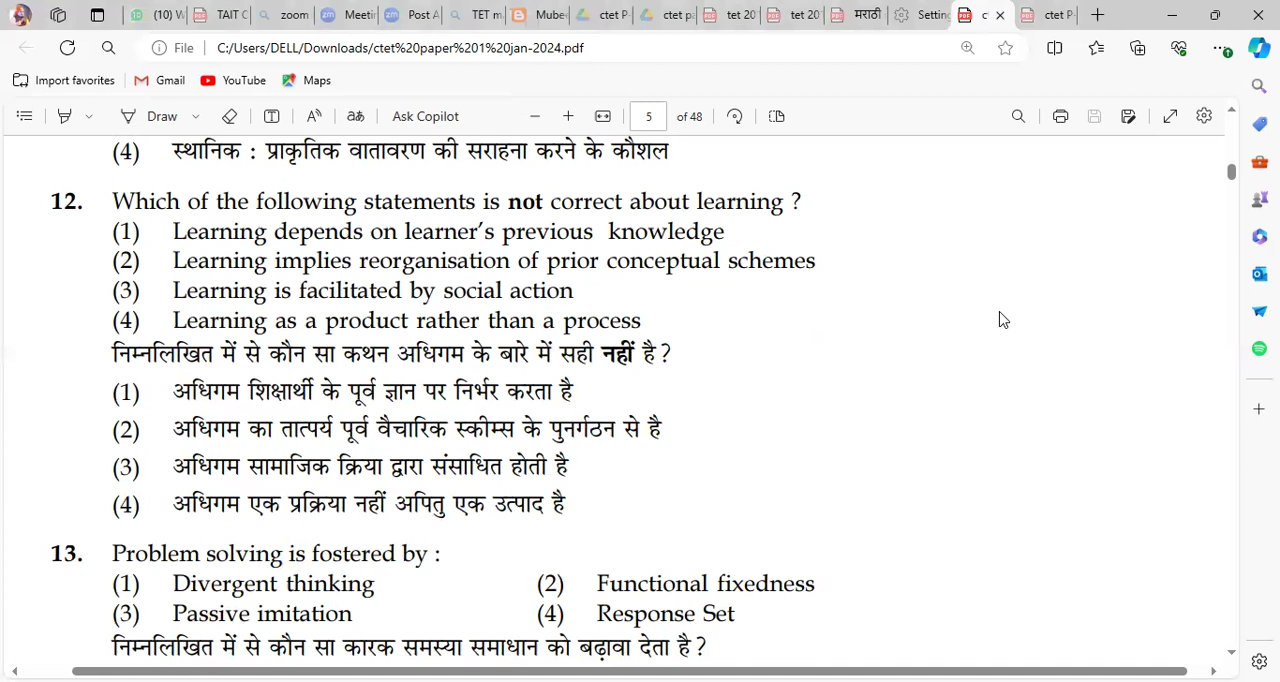 (10) W
TAIT C
zoom
Meetin
Post A
TET m
Mube
ctet P-
ctet pa
tet 20
tet 20
मराठी
Setting
ctet P-
File
C:/Users/DELL/Downloads/ctet%20paper%201%20jan-2024.pdf
Import favorites Gmail YouTube Maps
Draw Ask Copilot 5 of 48
(4) स्थानिक : प्राकृतिक वातावरण की सराहना करने के कौशल
12. Which of the following statements is not correct about learning ?
(1) Learning depends on learner's previous knowledge
(2) Learning implies reorganisation of prior conceptual schemes
(3) Learning is facilitated by social action
(4) Learning as a product rather than a process
निम्नलिखित में से कौन सा कथन अधिगम के बारे में सही नहीं है ?
(1) अधिगम शिक्षार्थी के पूर्व ज्ञान पर निर्भर करता है
(2) अधिगम का तात्पर्य पूर्व वैचारिक स्कीम्स के पुनर्गठन से है
(3) अधिगम सामाजिक क्रिया द्वारा संसाधित होती है
(4) अधिगम एक प्रक्रिया नहीं अपितु एक उत्पाद है
13. Problem solving is fostered by :
(1) Divergent thinking (2) Functional fixedness
(3) Passive imitation (4) Response Set
निम्नलिखित में से कौन सा कारक समस्या समाधान को बढ़ावा देता है ?